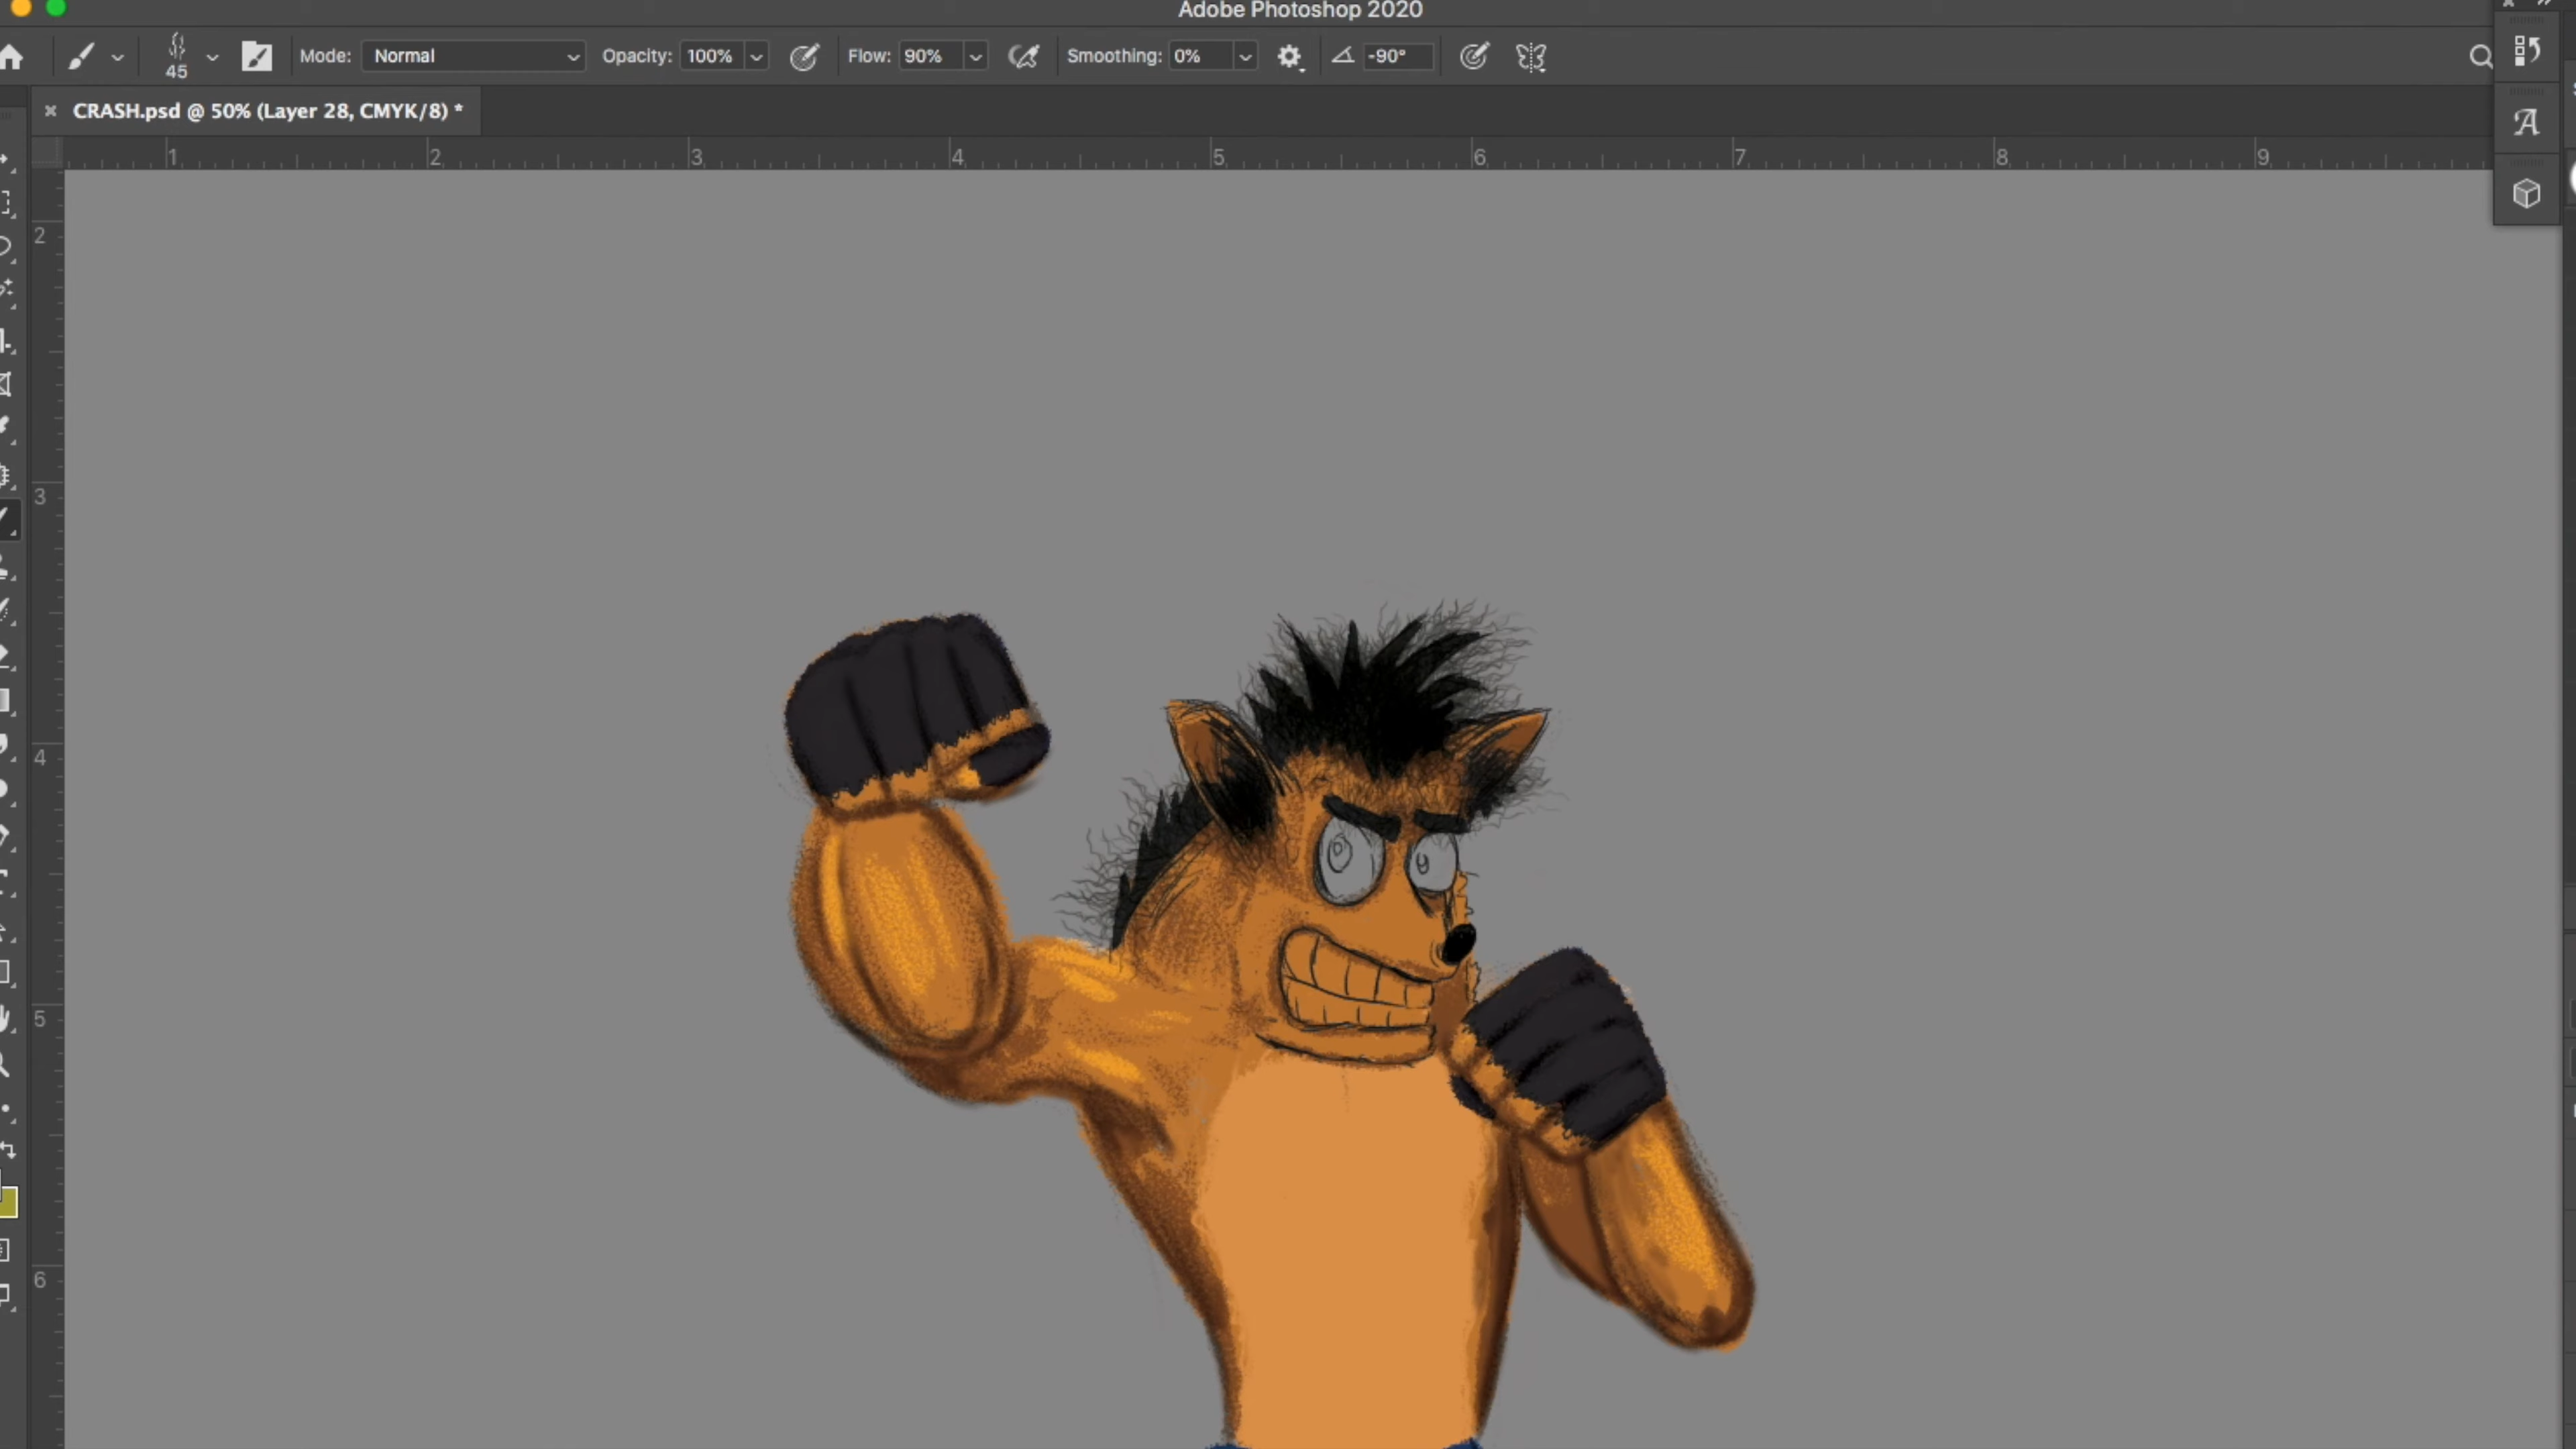 Adobe Photoshop 2020
45
Mode: Normal
Opacity: 100%
Flow: 90%
Smoothing: 0%
-90°
A
× CRASH.psd @ 50% (Layer 28, CMYK/8) *
1 2 3 4 5 6 7 8 9
2
3
4
5
6